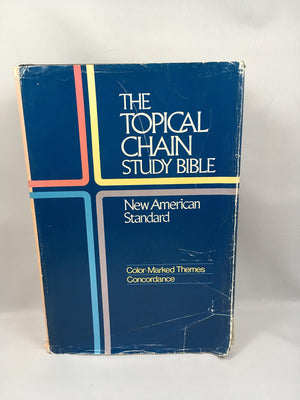 THE
TOPICAL
CHAIN
STUDY BIBLE
New American
Standard
Color-Marked Themes
Concordance